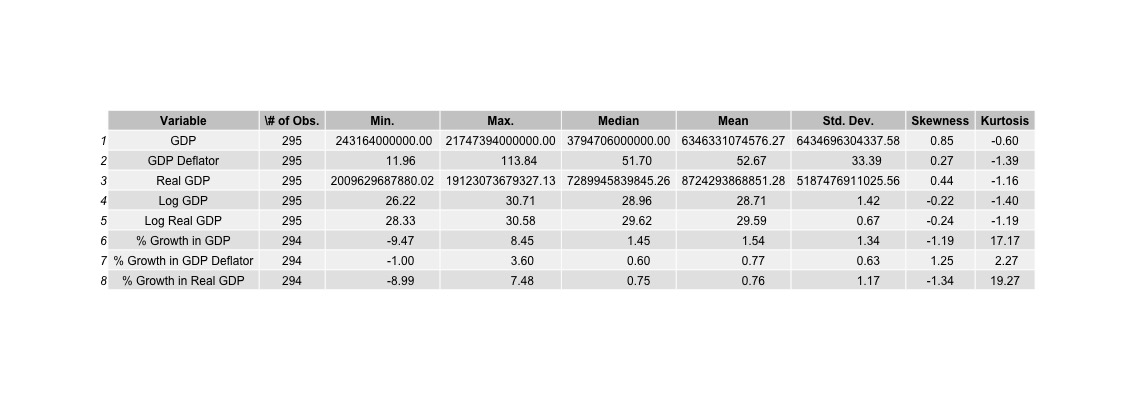 Variable \# of Obs. Min. Max. Median Mean Std. Dev. Skewness Kurtosis
1 GDP 295 243164000000.00 21747394000000.00 3794706000000.00 6346331074576.27 6434696304337.58 0.85 -0.60
2 GDP Deflator 295 11.96 113.84 51.70 52.67 33.39 0.27 -1.39
3 Real GDP 295 2009629687880.02 19123073679327.13 7289945839845.26 8724293868851.28 5187476911025.56 0.44 -1.16
4 Log GDP 295 26.22 30.71 28.96 28.71 1.42 -0.22 -1.40
5 Log Real GDP 295 28.33 30.58 29.62 29.59 0.67 -0.24 -1.19
6 % Growth in GDP 294 -9.47 8.45 1.45 1.54 1.34 -1.19 17.17
7 % Growth in GDP Deflator 294 -1.00 3.60 0.60 0.77 0.63 1.25 2.27
8 % Growth in Real GDP 294 -8.99 7.48 0.75 0.76 1.17 -1.34 19.27